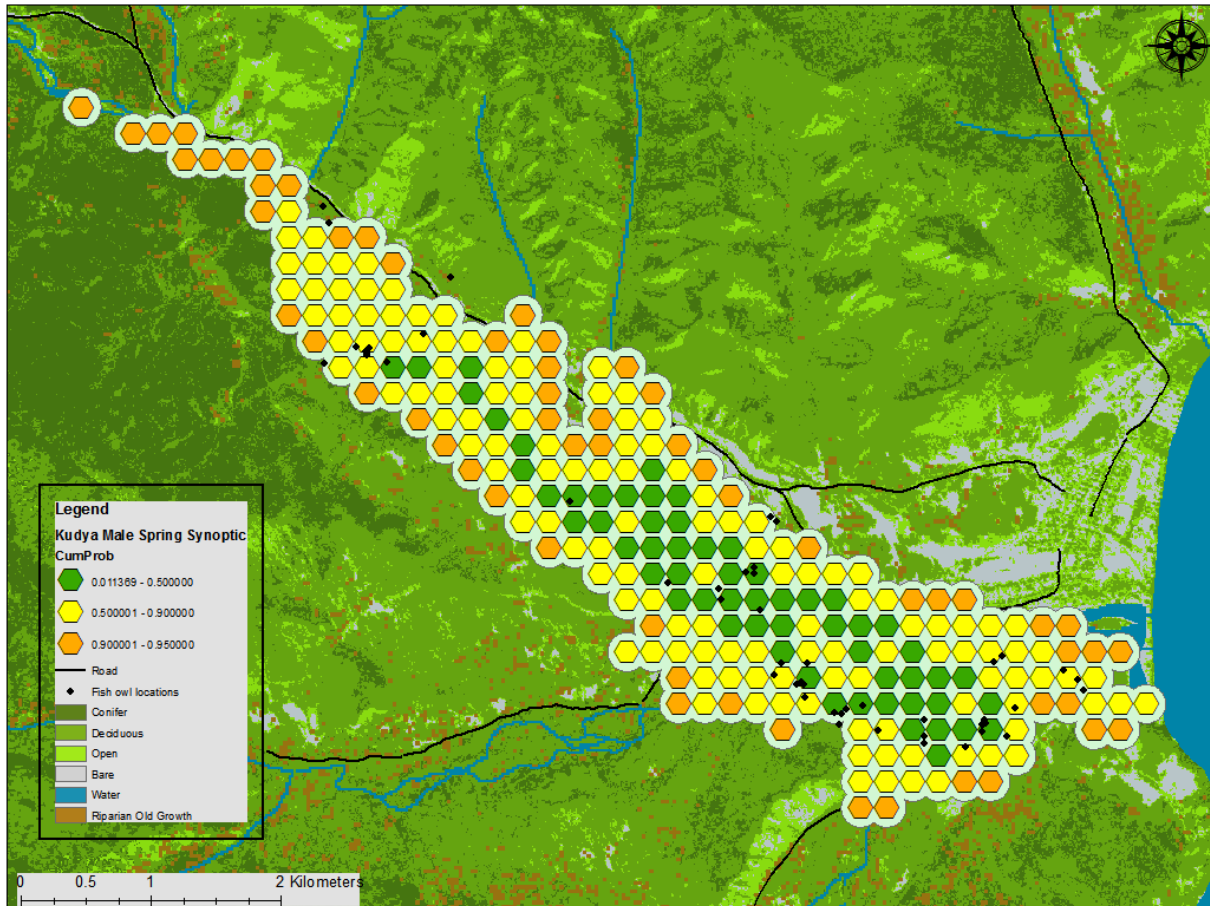 Legend
Kudya Male Spring Synoptic
CumProb
0.011369 - 0.500000
0.500001 - 0.900000
0.900001 - 0.950000
Road
Fish owl locations
Conifer
Deciduous
Open
Bare
Water
Riparian Old Growth
0 0.5 1 2 Kilometers